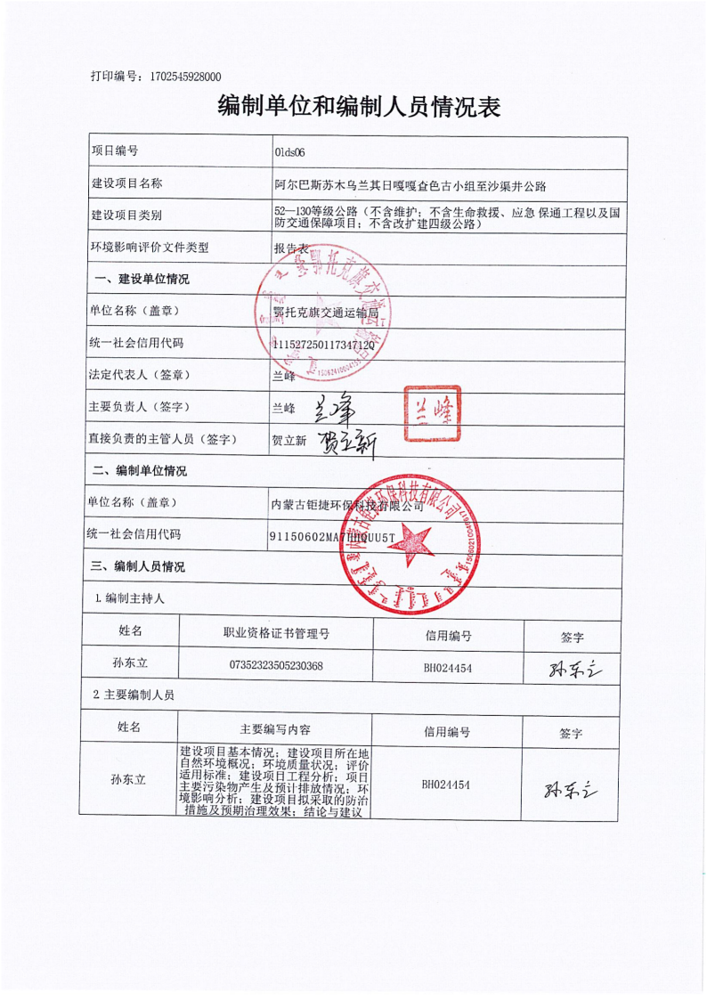 打印编号：1702545928000
编制单位和编制人员情况表
项目编号 01ds06
建设项目名称 阿尔巴斯苏木乌兰其日嘎嘎查色古小组至沙渠井公路
建设项目类别 52—130等级公路（不含维护；不含生命救援、应急保通工程以及国
防交通保障项目；不含改扩建四级公路）
环境影响评价文件类型 报告表
一、建设单位情况
单位名称（盖章） 鄂托克旗交通运输局
统一社会信用代码 11152725011734712Q
法定代表人（签章） 兰峰
主要负责人（签字） 兰峰 兰峰
兰峰
直接负责的主管人员（签字） 贺立新 贺立新
二、编制单位情况
单位名称（盖章） 内蒙古钜捷环保科技有限公司
统一社会信用代码 91150602MA7HHQUU5T
内蒙古钜捷环保科技有限公司
三、编制人员情况
1.编制主持人
姓名 职业资格证书管理号 信用编号 签字
孙东立 07352323505230368 BH024454 孙东立
2.主要编制人员
姓名 主要编写内容 信用编号 签字
建设项目基本情况；建设项目所在地
自然环境概况；环境质量状况；评价
适用标准；建设项目工程分析；项目
主要污染物产生及预计排放情况；环
境影响分析；建设项目拟采取的防治
措施及预期治理效果；结论与建议
孙东立 BH024454 孙东立